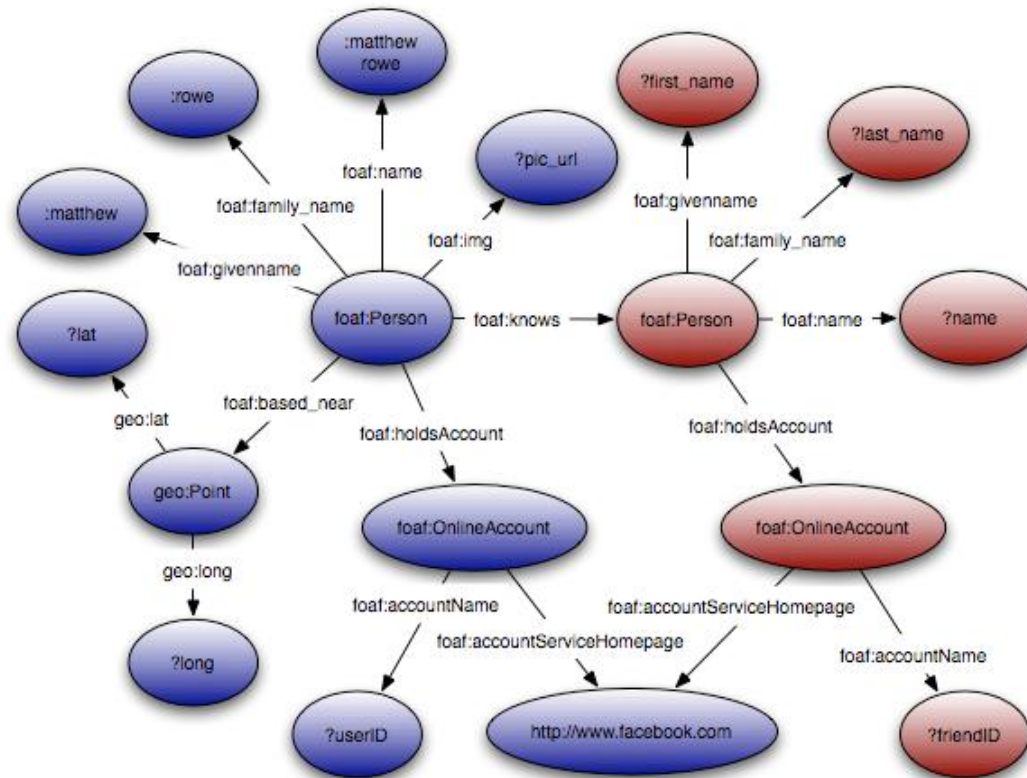 :matthew
rowe
:rowe
?first_name
?last_name
foaf:name
?pic_url
:matthew
foaf:family_name
foaf:givenname
foaf:img
foaf:family_name
foaf:givenname
?lat
foaf:Person
foaf:knows
foaf:Person
foaf:name
?name
foaf:based_near
geo:lat
foaf:holdsAccount
foaf:holdsAccount
geo:Point
foaf:OnlineAccount
foaf:OnlineAccount
geo:long
foaf:accountName
foaf:accountServiceHomepage
foaf:accountServiceHomepage
foaf:accountName
?long
?userID
http://www.facebook.com
?friendID